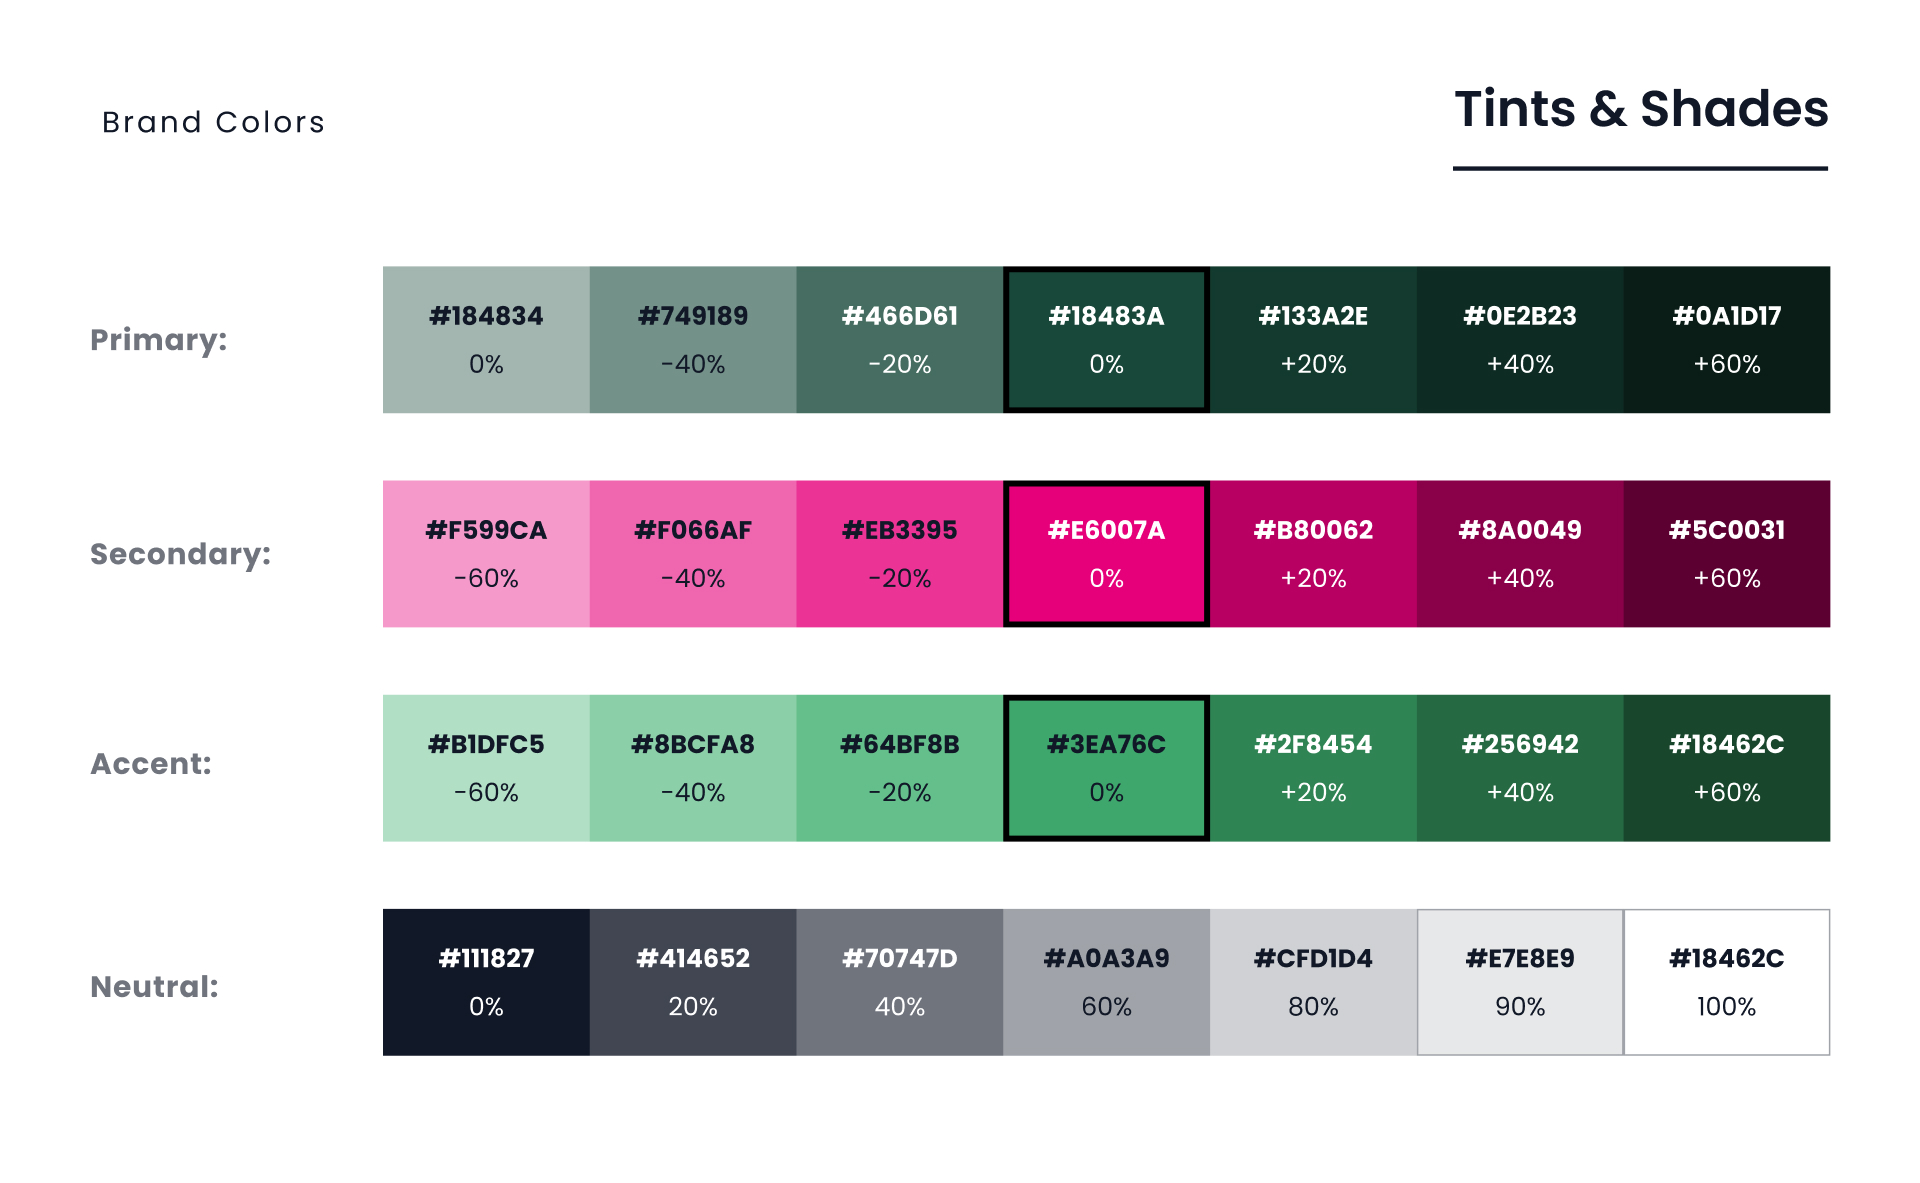 Brand Colors
Tints & Shades
Primary:
#184834 #749189 #466D61 #18483A #133A2E #0E2B23 #0A1D17
0% -40% -20% 0% +20% +40% +60%
Secondary:
#F599CA #F066AF #EB3395 #E6007A #B80062 #8A0049 #5C0031
-60% -40% -20% 0% +20% +40% +60%
Accent:
#B1DFC5 #8BCFA8 #64BF8B #3EA76C #2F8454 #256942 #18462C
-60% -40% -20% 0% +20% +40% +60%
Neutral:
#111827 #414652 #70747D #A0A3A9 #CFD1D4 #E7E8E9 #18462C
0% 20% 40% 60% 80% 90% 100%